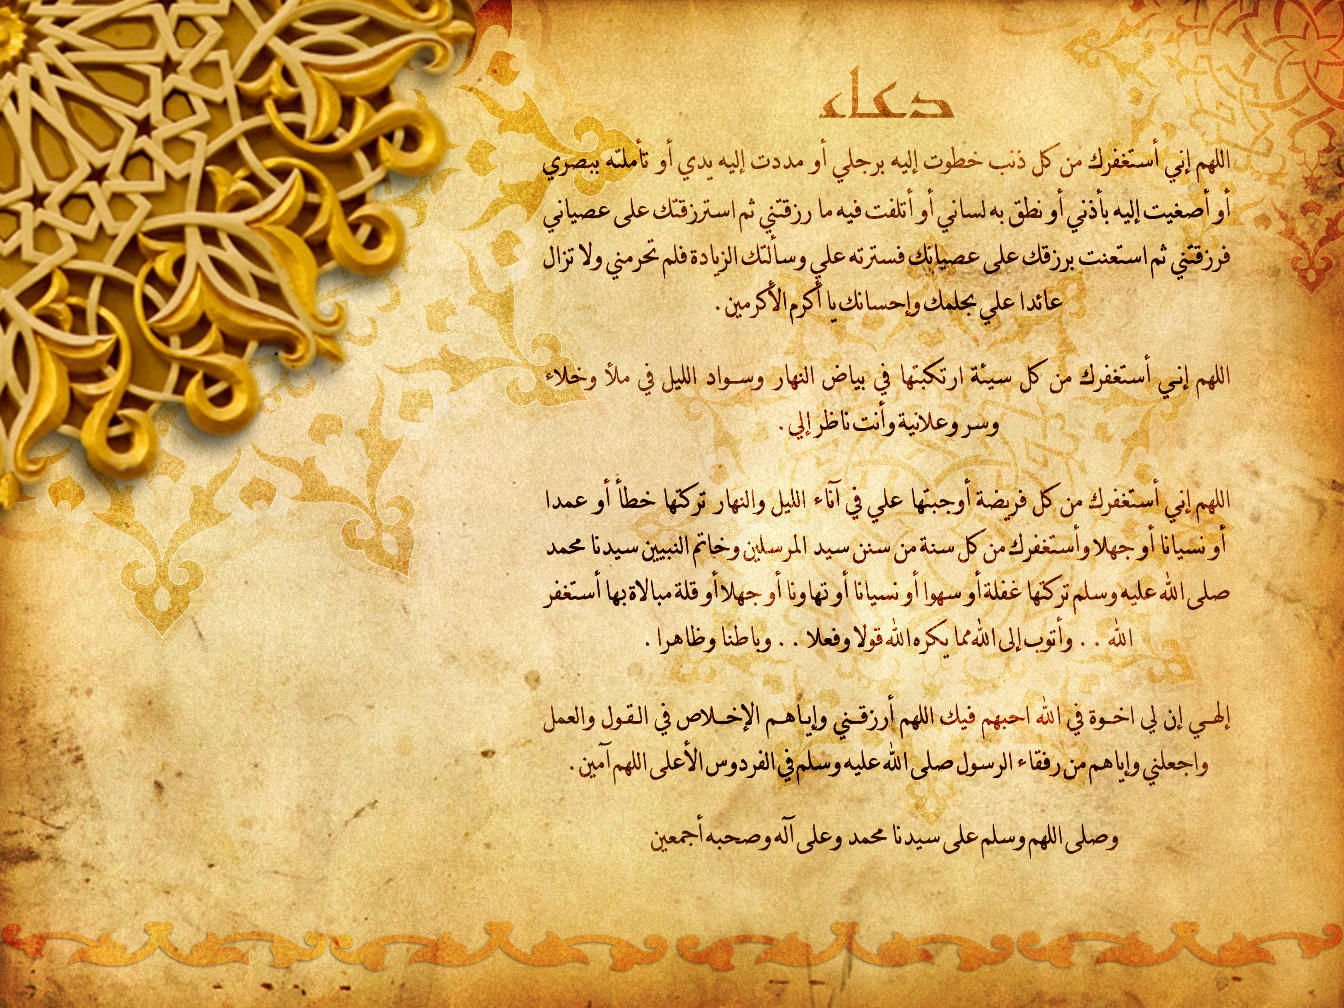 دعاء
اللهم إني أستغفرك من كل ذنب خطوت إليه برجلي أو مددت إليه يدي أو تأملته ببصري
أو أصغيت إليه بأذني أو نطق به لساني أو أتلفت فيه ما رزقتني ثم استرزقتك على عصياني
فرزقتني ثم استعنت برزقك على عصيانك فسترته علي وسألتك الزيادة فلم تحرمني ولا تزال
عائدا علي بحلمك وإحسانك يا أكرم الأكرمين .
اللهم إني أستغفرك من كل سيئة ارتكبتها في بياض النهار وسواد الليل في ملأ وخلاء
وسر وعلانية وأنت ناظر إلي .
اللهم إني أستغفرك من كل فريضة أوجبتها علي في آناء الليل والنهار تركتها خطأ أو عمدا
أو نسيانا أو جهلا وأستغفرك من كل سنة من سنن سيد المرسلين وخاتم النبيين سيدنا محمد
صلى الله عليه وسلم تركتها غفلة أو سهوا أو نسيانا أو تهاونا أو جهلا أو قلة مبالاة بها أستغفر
الله . . وأتوب إلى الله مما يكره الله قولا وفعلا . . وباطنا وظاهرا .
إلهي إن لي اخوة في الله احبهم فيك اللهم أرزقني وإياهم الإخلاص في القول والعمل
واجعلني وإياهم من رفقاء الرسول صلى الله عليه وسلم في الفردوس الأعلى اللهم آمين .
وصلى اللهم وسلم على سيدنا محمد وعلى آله وصحبه أجمعين